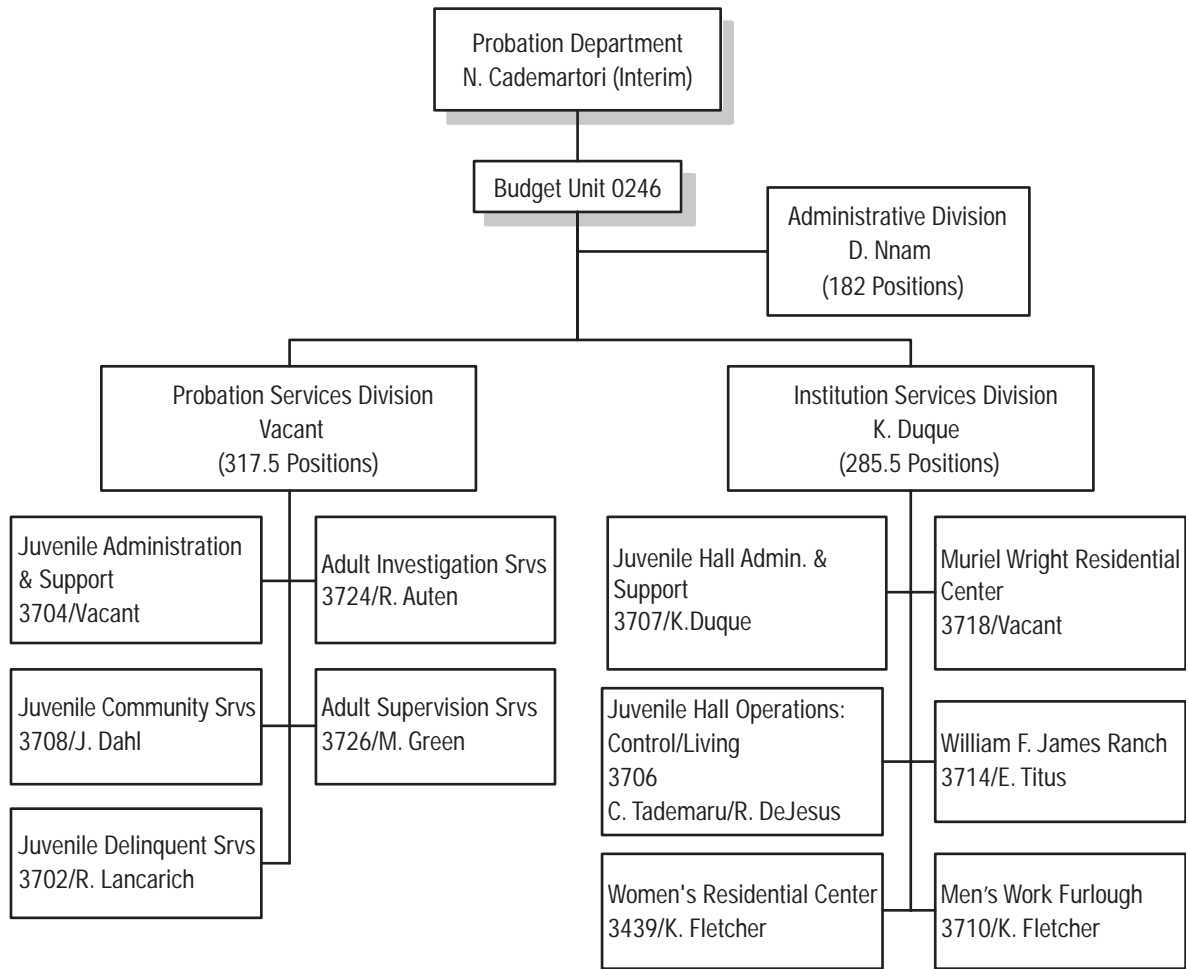 Probation Department
N. Cademartori (Interim)
Budget Unit 0246
Administrative Division
D. Nnam
(182 Positions)
Probation Services Division
Vacant
(317.5 Positions)
Institution Services Division
K. Duque
(285.5 Positions)
Juvenile Administration
& Support
3704/Vacant
Adult Investigation Srvs
3724/R. Auten
Juvenile Community Srvs
3708/J. Dahl
Adult Supervision Srvs
3726/M. Green
Juvenile Delinquent Srvs
3702/R. Lancarich
Juvenile Hall Admin. &
Support
3707/K.Duque
Muriel Wright Residential
Center
3718/Vacant
Juvenile Hall Operations:
Control/Living
3706
C. Tademaru/R. DeJesus
William F. James Ranch
3714/E. Titus
Women's Residential Center
3439/K. Fletcher
Men’s Work Furlough
3710/K. Fletcher